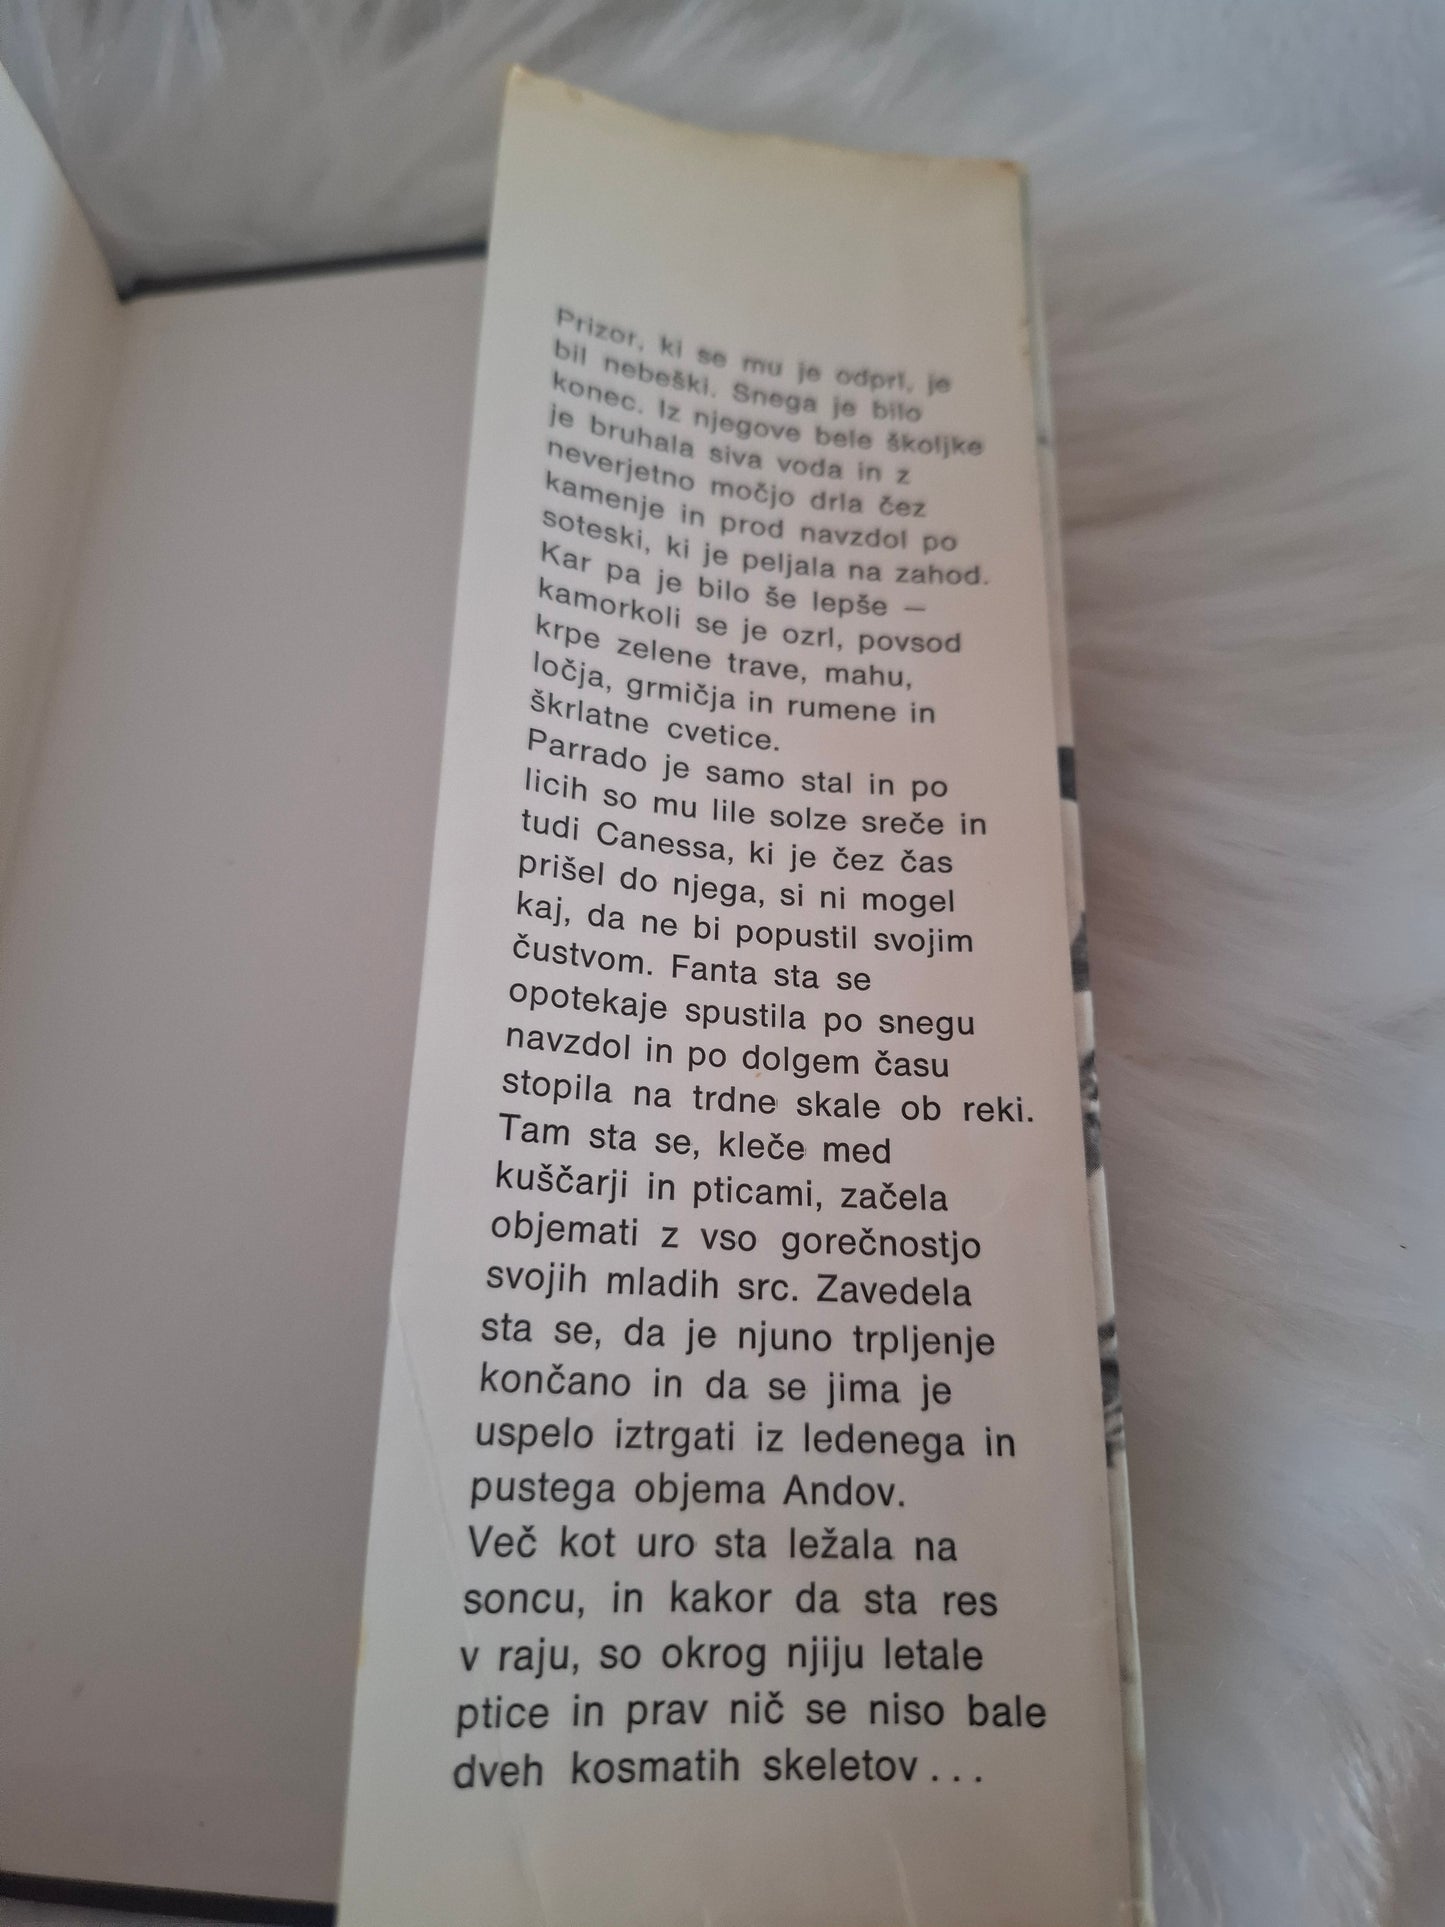 Prizor, ki se mu je odprl, je
bil nebeški. Snega je bilo
konec. Iz njegove bele školjke
je bruhala siva voda in z
neverjetno močjo drla čez
kamenje in prod navzdol po
soteski, ki je peljala na zahod.
Kar pa je bilo še lepše —
kamorkoli se je ozrl, povsod
krpe zelene trave, mahu,
ločja, grmičja in rumene in
škrlatne cvetice.
Parrado je samo stal in po
licih so mu lile solze sreče in
tudi Canessa, ki je čez čas
prišel do njega, si ni mogel
kaj, da ne bi popustil svojim
čustvom. Fanta sta se
opotekaje spustila po snegu
navzdol in po dolgem času
stopila na trdne skale ob reki.
Tam sta se, kleče med
kuščarji in pticami, začela
objemati z vso gorečnostjo
svojih mladih src. Zavedela
sta se, da je njuno trpljenje
končano in da se jima je
uspelo iztrgati iz ledenega in
pustega objema Andov.
Več kot uro sta ležala na
soncu, in kakor da sta res
v raju, so okrog njiju letale
ptice in prav nič se niso bale
dveh kosmatih skeletov...